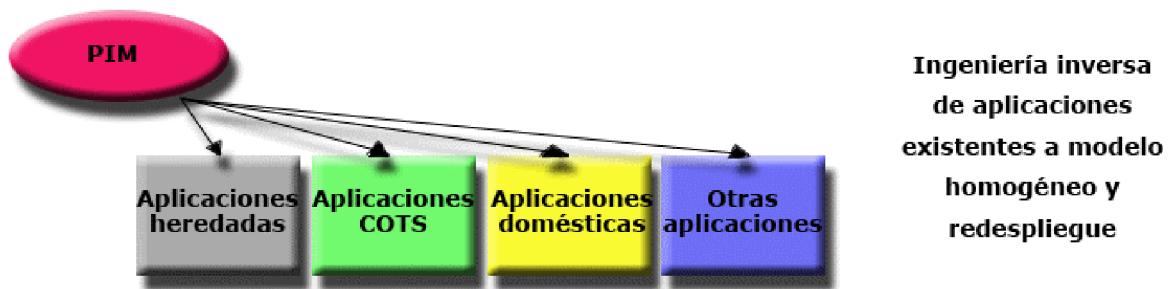 PIM
Aplicaciones
heredadas
Aplicaciones
COTS
Aplicaciones
domésticas
Otras
aplicaciones
Ingeniería inversa
de aplicaciones
existentes a modelo
homogéneo y
redespliegue